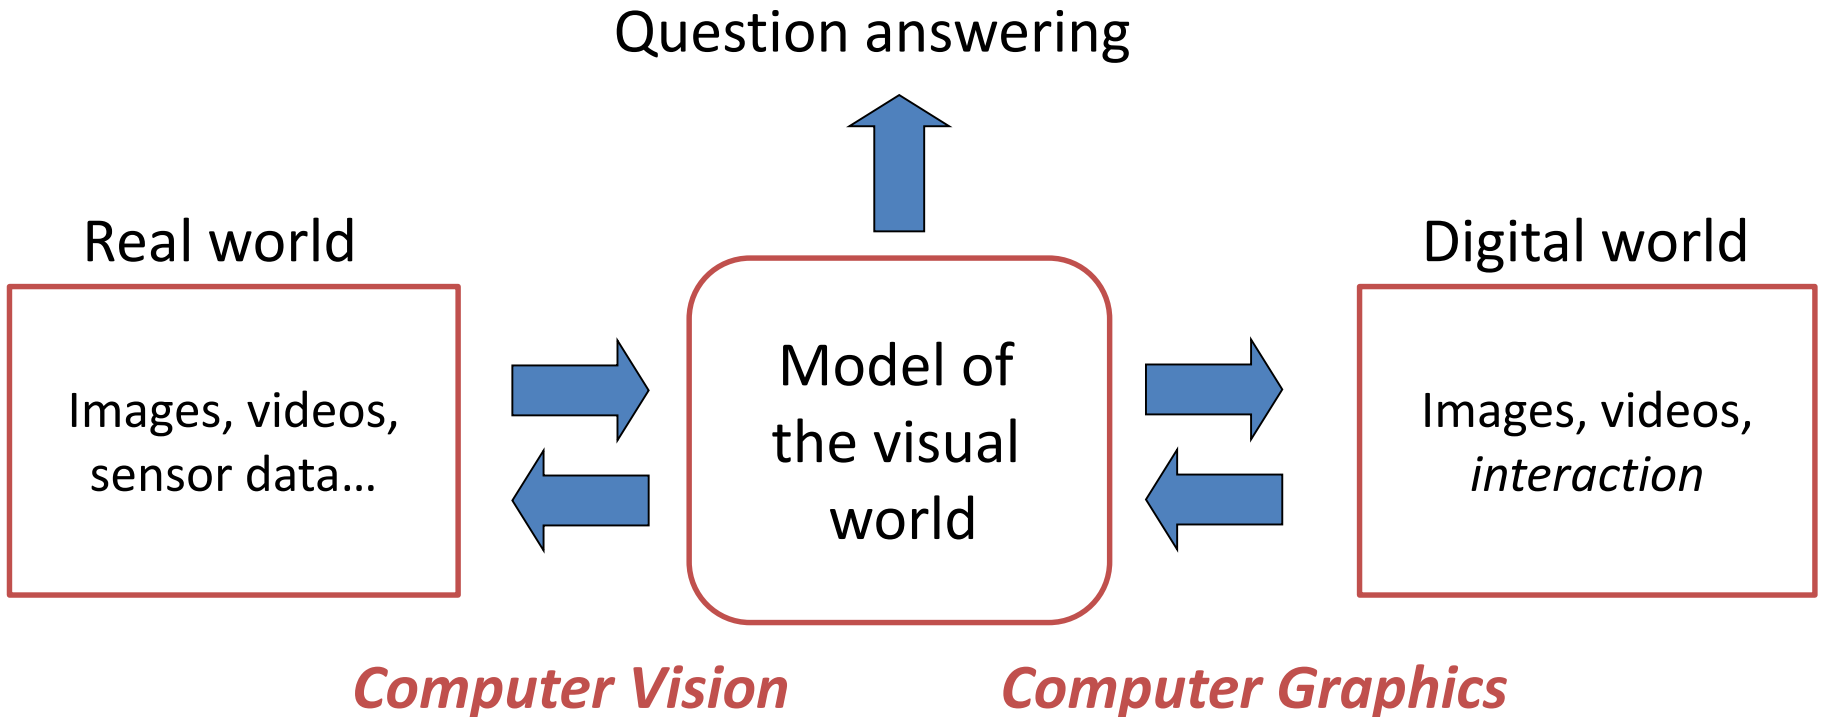 Question answering
Real world
Images, videos,
sensor data...
Model of
the visual
world
Digital world
Images, videos,
interaction
Computer Vision
Computer Graphics